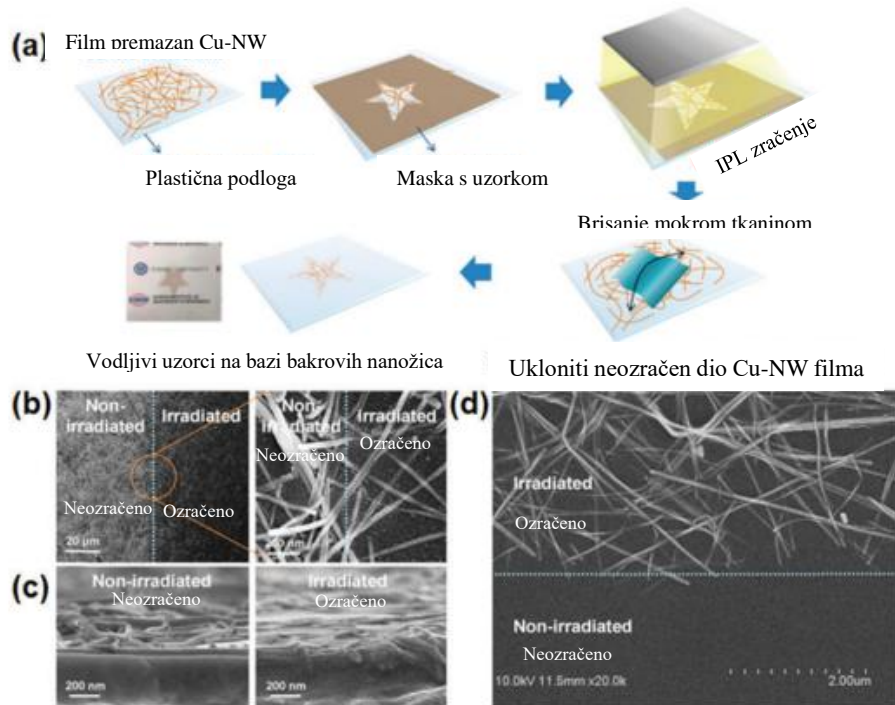 (a)
Film premazan Cu-NW
Plastična podloga
Maska s uzorkom
IPL zračenje
Brisanje mokrom tkaninom
Vodljivi uzorci na bazi bakrovih nanožica
Ukloniti neozračen dio Cu-NW filma
(b)
Non-
irradiated
Irradiated
Neozračeno
Ozračeno
20 µm
Non-
irradiated
Irradiated
Neozračeno
Ozračeno
nm
(c)
Non-irradiated
Neozračeno
200 nm
Irradiated
Ozračeno
200 nm
(d)
Irradiated
Ozračeno
Non-irradiated
Neozračeno
10.0kV 11.5mm x20.0k
2.00um